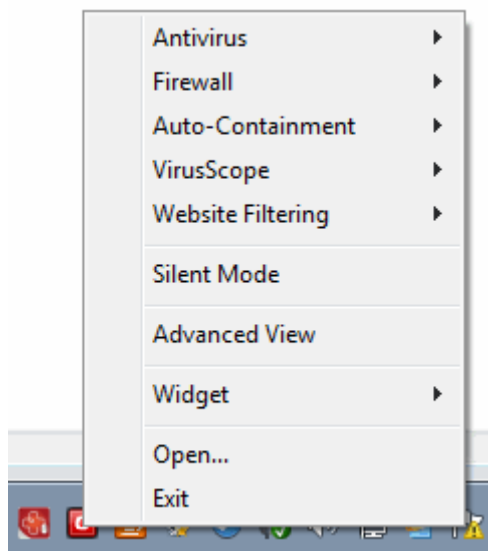 Antivirus
Firewall
Auto-Containment
VirusScope
Website Filtering
Silent Mode
Advanced View
Widget
Open...
Exit